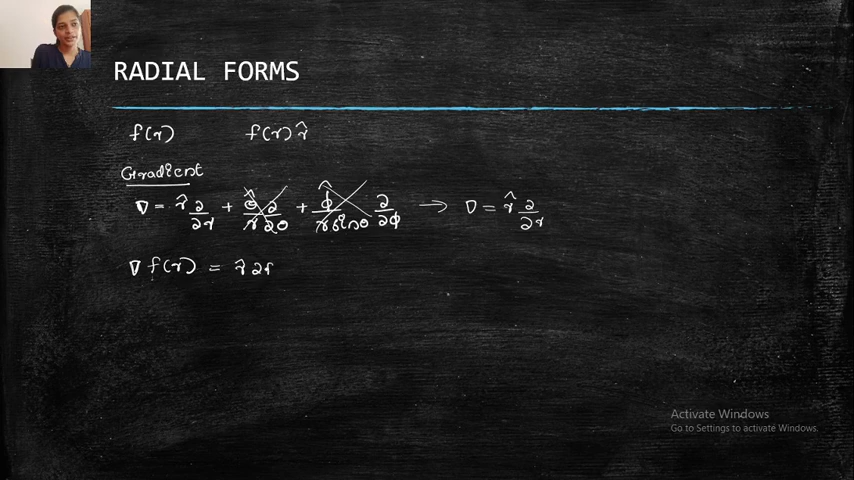 RADIAL FORMS
f(r) f(r) r̂
Gradient
∇ = r̂ ∂/∂r + θ̂/r ∂/∂θ + ϕ̂/(r sinθ) ∂/∂ϕ → ∇ = r̂ ∂/∂r
∇ f(r) = r̂ ∂f
Activate Windows
Go to Settings to activate Windows.